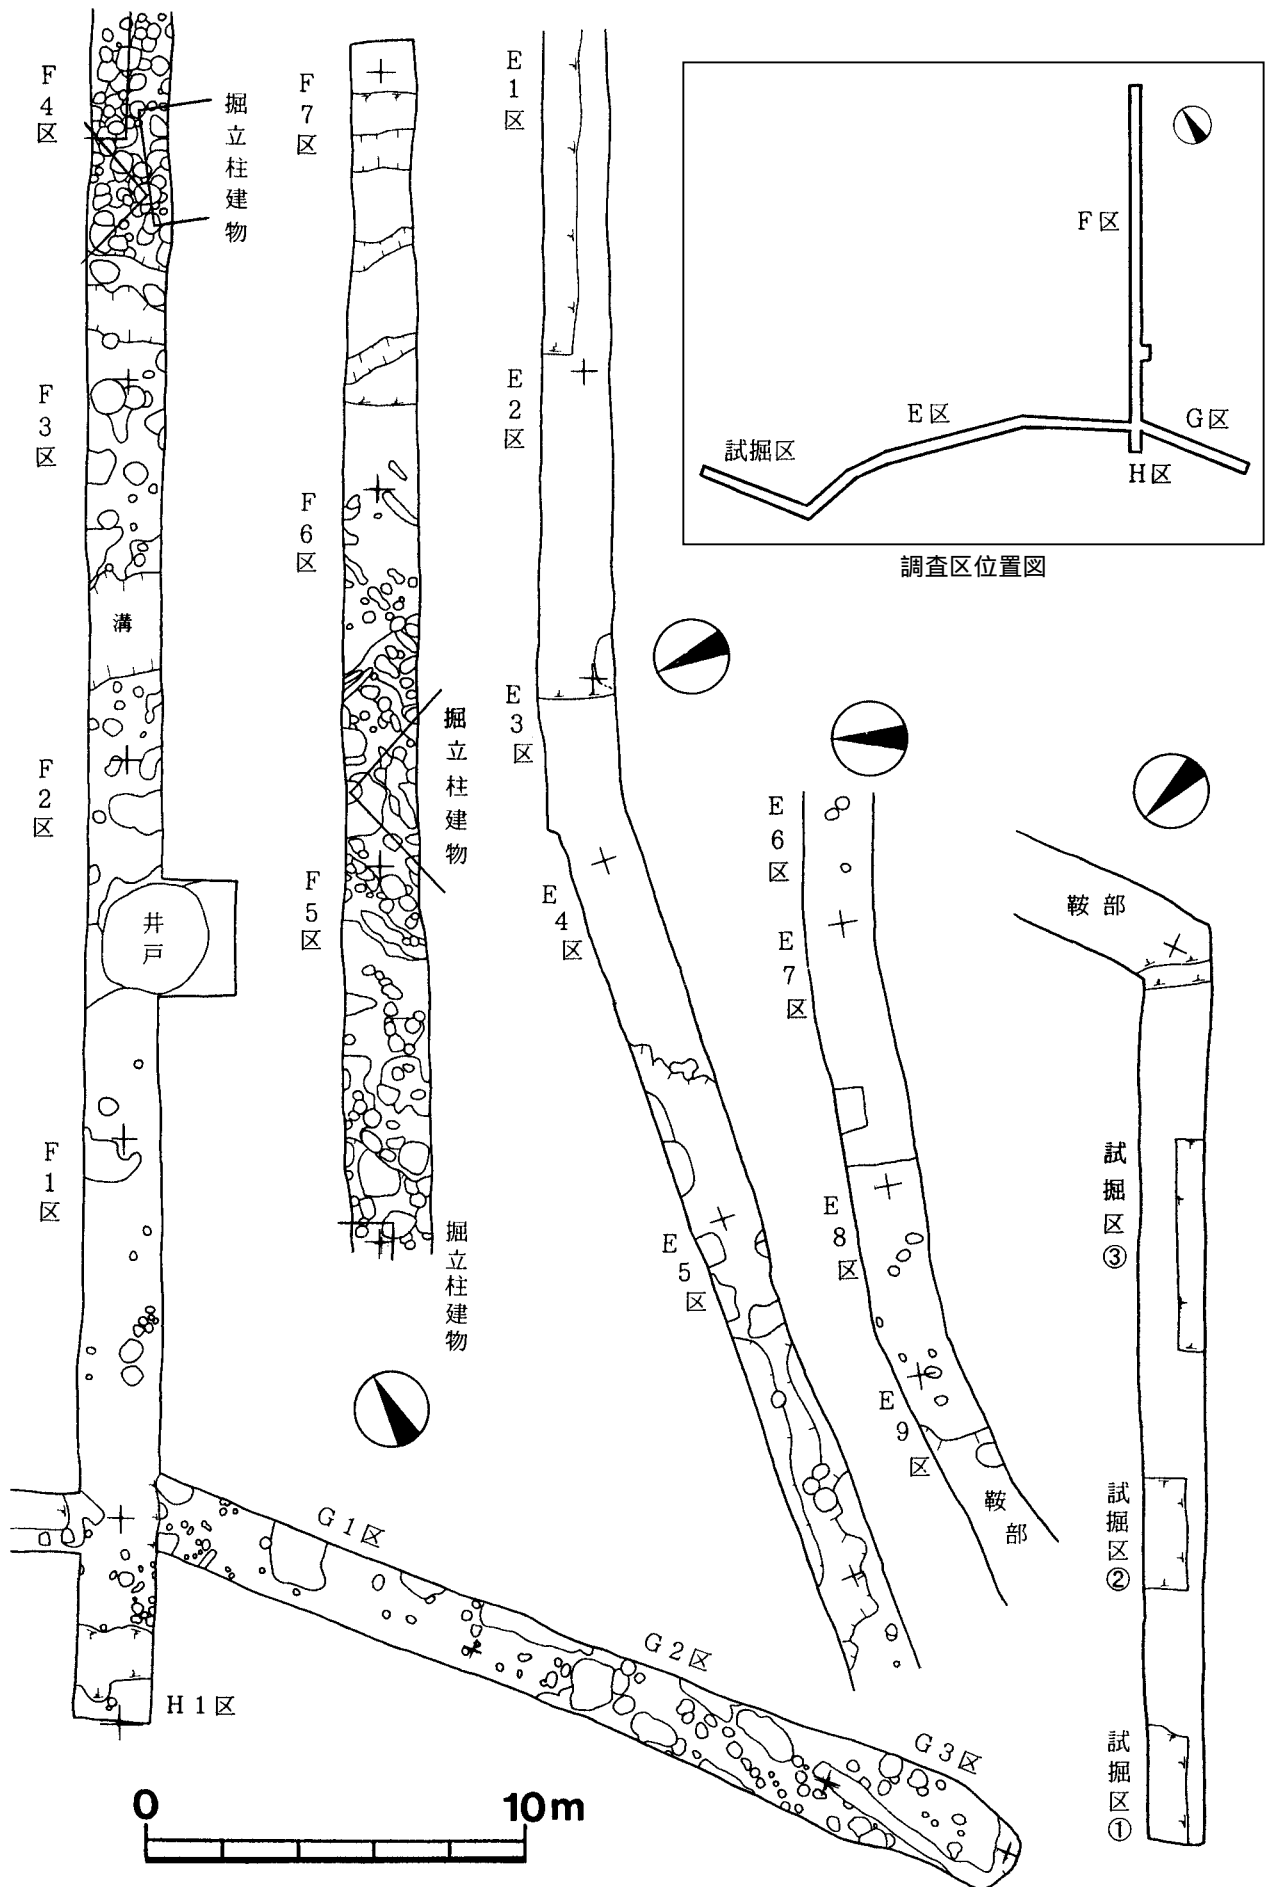 F4区
掘立柱建物
F3区
溝
F2区
井戸
F1区
H1区
F7区
F6区
掘立柱建物
F5区
掘立柱建物
E1区
E2区
E3区
E4区
E5区
F区
E区
G区
試掘区
H区
調査区位置図
E6区
E7区
E8区
E9区
鞍部
鞍部
試掘区③
試掘区②
試掘区①
G1区
G2区
G3区
0 10m